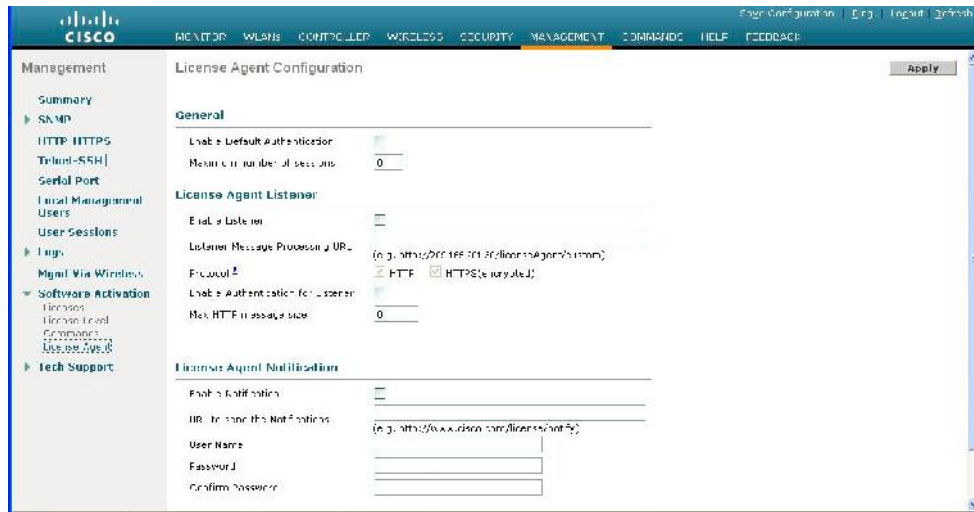 Save Configuration | Ping | Logout | Refresh
CISCO
MONITOR WLANs CONTROLLER WIRELESS SECURITY MANAGEMENT COMMANDS HELP FEEDBACK
Management
License Agent Configuration
Apply
Summary
SNMP
HTTP-HTTPS
Telnet-SSH
Serial Port
Local Management
Users
User Sessions
Logs
Mgmt Via Wireless
Software Activation
Licenses
License Level
Commands
License Agent
Tech Support
General
Enable Default Authentication
Maximum number of sessions 0
License Agent Listener
Enable Listener
Listener Message Processing URL
Protocol 2 HTTP HTTPS(encrypted)
Enable Authentication for Listener
Max HTTP message size 0
License Agent Notification
Enable Notification
URL to send the Notifications
(e.g. http://www.cisco.com/license/notify)
User Name
Password
Confirm Password